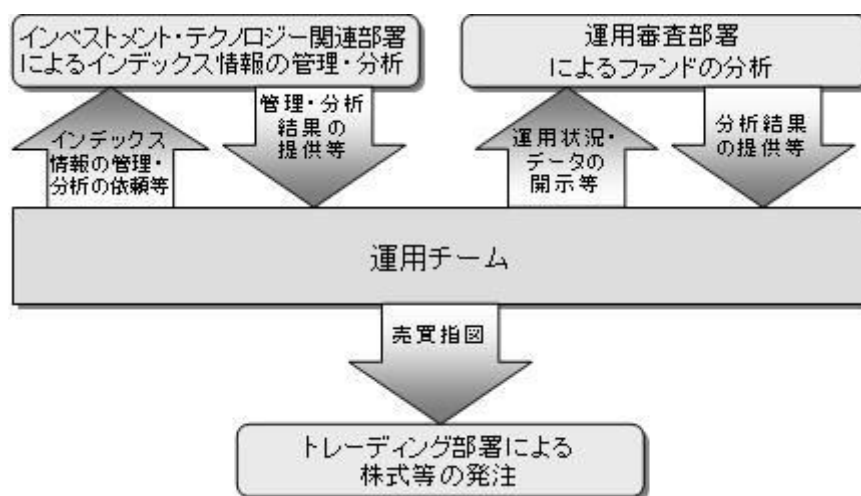 インベストメント・テクノロジー関連部署
によるインデックス情報の管理・分析
運用審査部署
によるファンドの分析
インデックス
情報の管理・
分析の依頼等
管理・分析
結果の
提供等
運用状況・
データの
開示等
分析結果
の提供等
運用チーム
売買指図
トレーディング部署による
株式等の発注